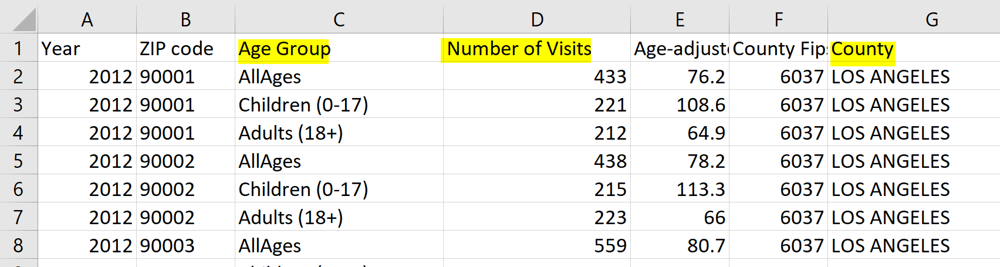 A B C D E F G
1 Year ZIP code Age Group Number of Visits Age-adjuste County Fips County
2 2012 90001 AllAges 433 76.2 6037 LOS ANGELES
3 2012 90001 Children (0-17) 221 108.6 6037 LOS ANGELES
4 2012 90001 Adults (18+) 212 64.9 6037 LOS ANGELES
5 2012 90002 AllAges 438 78.2 6037 LOS ANGELES
6 2012 90002 Children (0-17) 215 113.3 6037 LOS ANGELES
7 2012 90002 Adults (18+) 223 66 6037 LOS ANGELES
8 2012 90003 AllAges 559 80.7 6037 LOS ANGELES